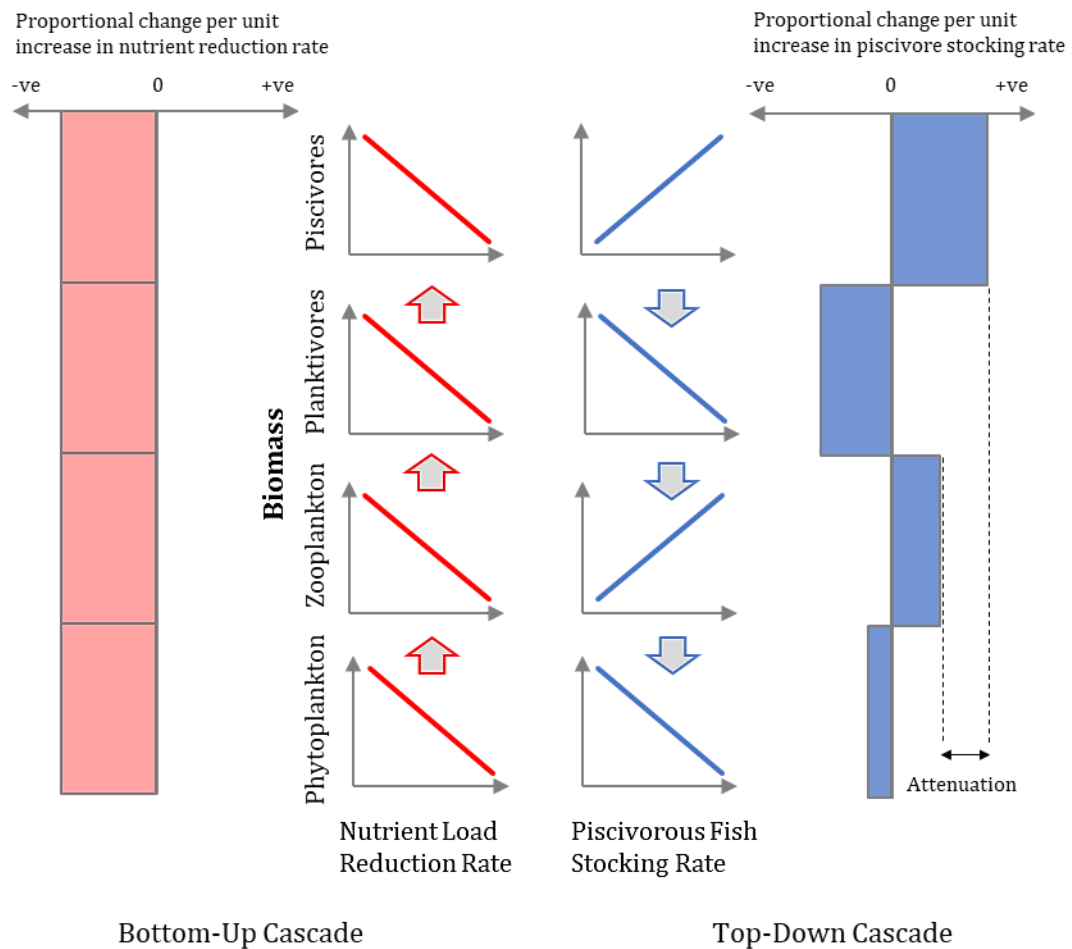 Proportional change per unit
increase in nutrient reduction rate
-ve 0 +ve
Proportional change per unit
increase in piscivore stocking rate
-ve 0 +ve
Biomass
Piscivores
Planktivores
Zooplankton
Phytoplankton
Attenuation
Nutrient Load
Reduction Rate
Piscivorous Fish
Stocking Rate
Bottom-Up Cascade
Top-Down Cascade